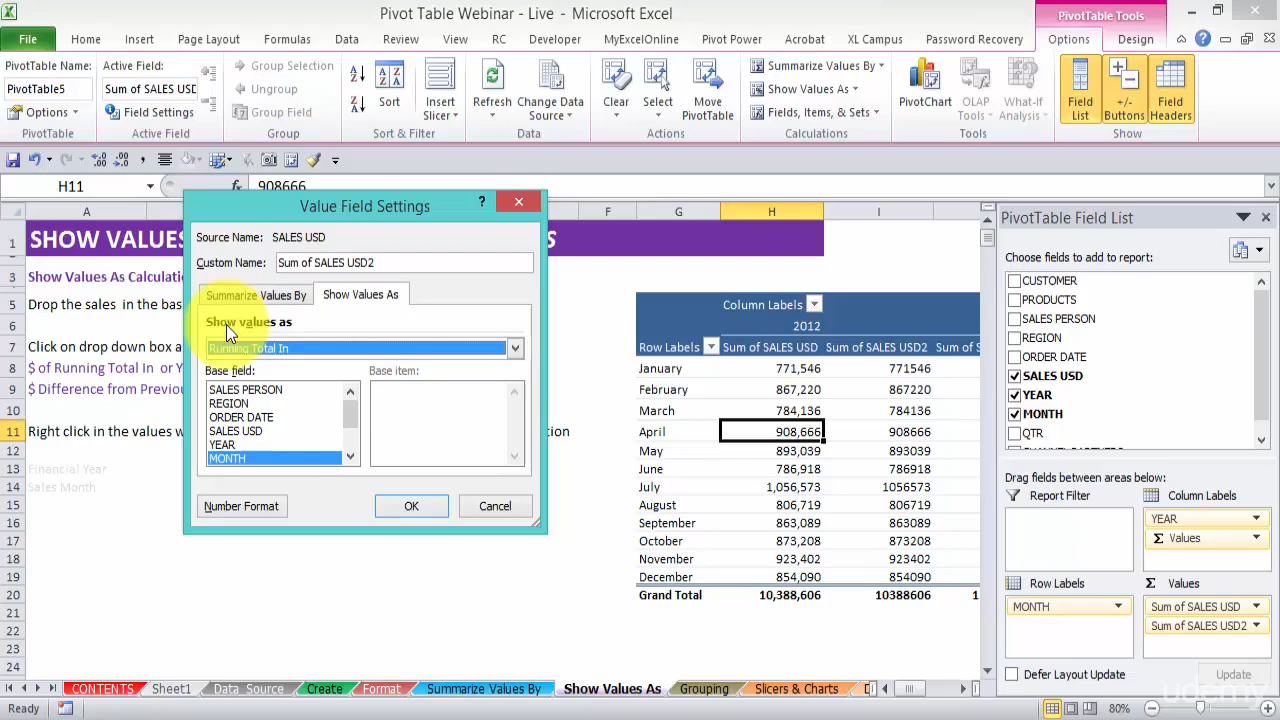 Pivot Table Webinar - Live - Microsoft Excel
PivotTable Tools
File Home Insert Page Layout Formulas Data Review View RC Developer MyExcelOnline Power Pivot Acrobat XL Campus Password Recovery Options Design
PivotTable Name:
PivotTable5
Options
PivotTable
Active Field:
Sum of SALES USD
Field Settings
Active Field
Group Selection
Ungroup
Group Field
Group
Sort
Insert Slicer
Sort & Filter
Refresh
Change Data Source
Data
Clear
Select
Move PivotTable
Actions
Summarize Values By
Show Values As
Fields, Items, & Sets
Calculations
PivotChart
OLAP Tools
What-If Analysis
Tools
Field List
+/- Buttons
Field Headers
Show
H11
fx
908666
A F G H I
1 SHOW VALUES
S
3 Show Values As Calculatio
5 Drop the sales in the bas
7 Click on drop down box a
8 $ of Running Total In or Y
9 $ Difference from Previou
11 Right click in the values w
option
13 Financial Year
14 Sales Month
Value Field Settings
Source Name: SALES USD
Custom Name: Sum of SALES USD2
Summarize Values By Show Values As
Show values as
Running Total In
Base field: Base item:
SALES PERSON
REGION
ORDER DATE
SALES USD
YEAR
MONTH
Number Format OK Cancel
Column Labels
2012
Row Labels Sum of SALES USD Sum of SALES USD2 Sum of S
January 771,546 771546
February 867,220 867220
March 784,136 784136
April 908,666 908666
May 893,039 893039
June 786,918 786918
July 1,056,573 1056573
August 806,719 806719
September 863,089 863089
October 873,208 873208
November 923,402 923402
December 854,090 854090
Grand Total 10,388,606 10388606 1
PivotTable Field List
Choose fields to add to report:
CUSTOMER
PRODUCTS
SALES PERSON
REGION
ORDER DATE
SALES USD
YEAR
MONTH
QTR
Drag fields between areas below:
Report Filter
Column Labels
YEAR
Σ Values
Row Labels
MONTH
Σ Values
Sum of SALES USD
Sum of SALES USD2
Defer Layout Update Update
CONTENTS Sheet1 Data_Source Create Format Summarize Values By Show Values As Grouping Slicers & Charts
Ready
80%
udemy